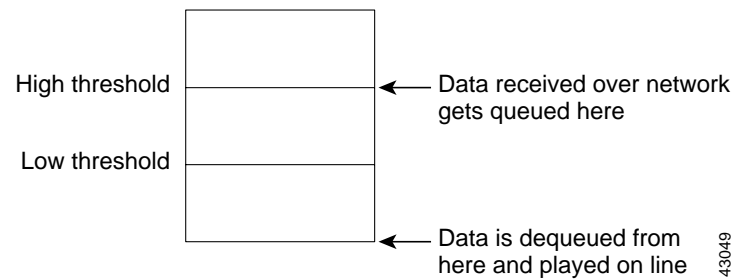 High threshold
Data received over network
gets queued here
Low threshold
Data is dequeued from
here and played on line
43049